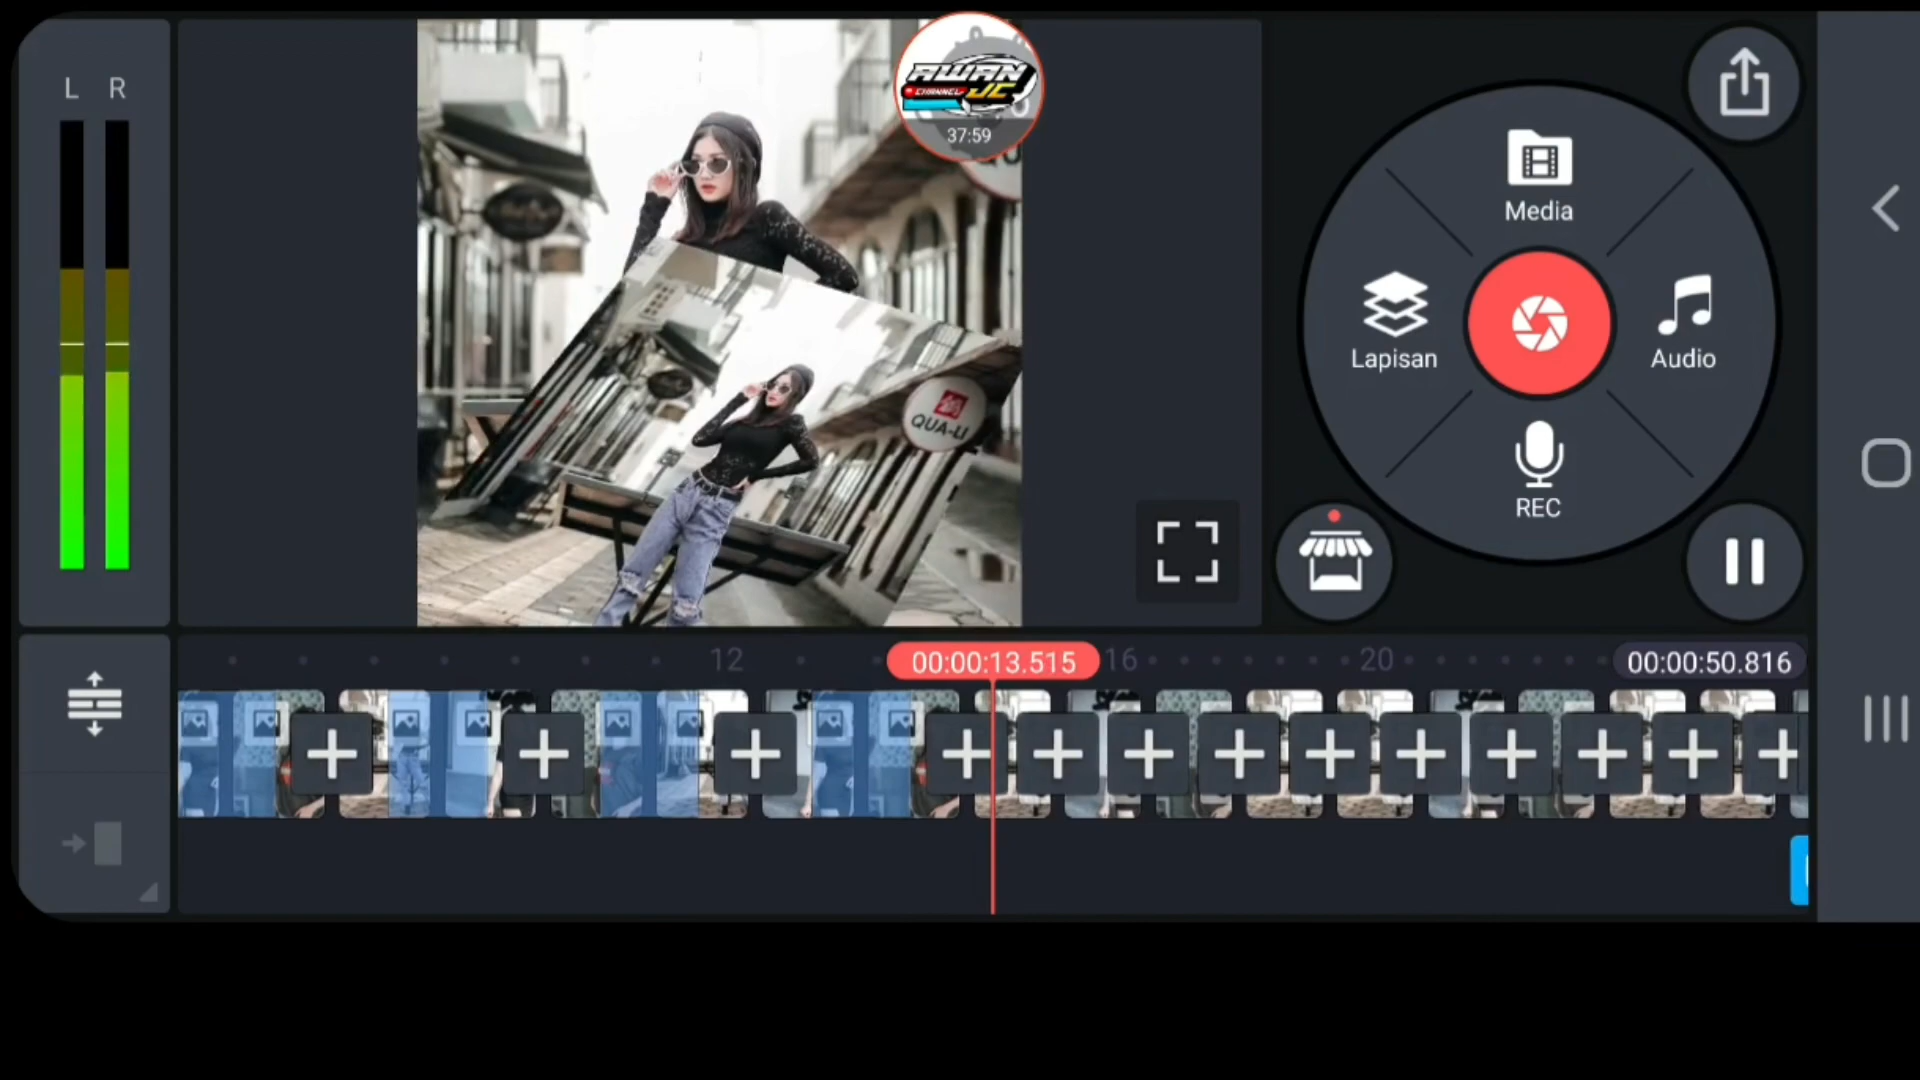 L R
AWAN
CHANNEL JC
37:59
QUA-LI
Media
Lapisan
Audio
REC
12
00:00:13.515
16
20
00:00:50.816